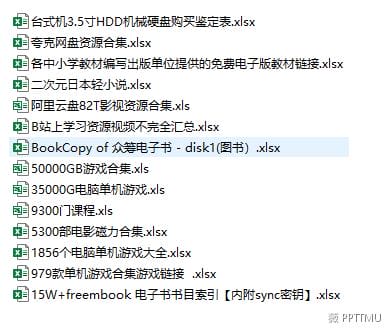 台式机3.5寸HDD机械硬盘购买鉴定表.xlsx
夸克网盘资源合集.xlsx
各中小学教材编写出版单位提供的免费电子版教材链接.xlsx
二次元日本轻小说.xlsx
阿里云盘82T影视资源合集.xls
B站上学习资源视频不完全汇总.xlsx
BookCopy of 众筹电子书 - disk1(图书）.xlsx
50000GB游戏合集.xls
35000G电脑单机游戏.xls
9300门课程.xls
5300部电影磁力合集.xlsx
1856个电脑单机游戏大全.xlsx
979款单机游戏合集游戏链接 .xlsx
15W+freembook 电子书书目索引【内附sync密钥】.xlsx